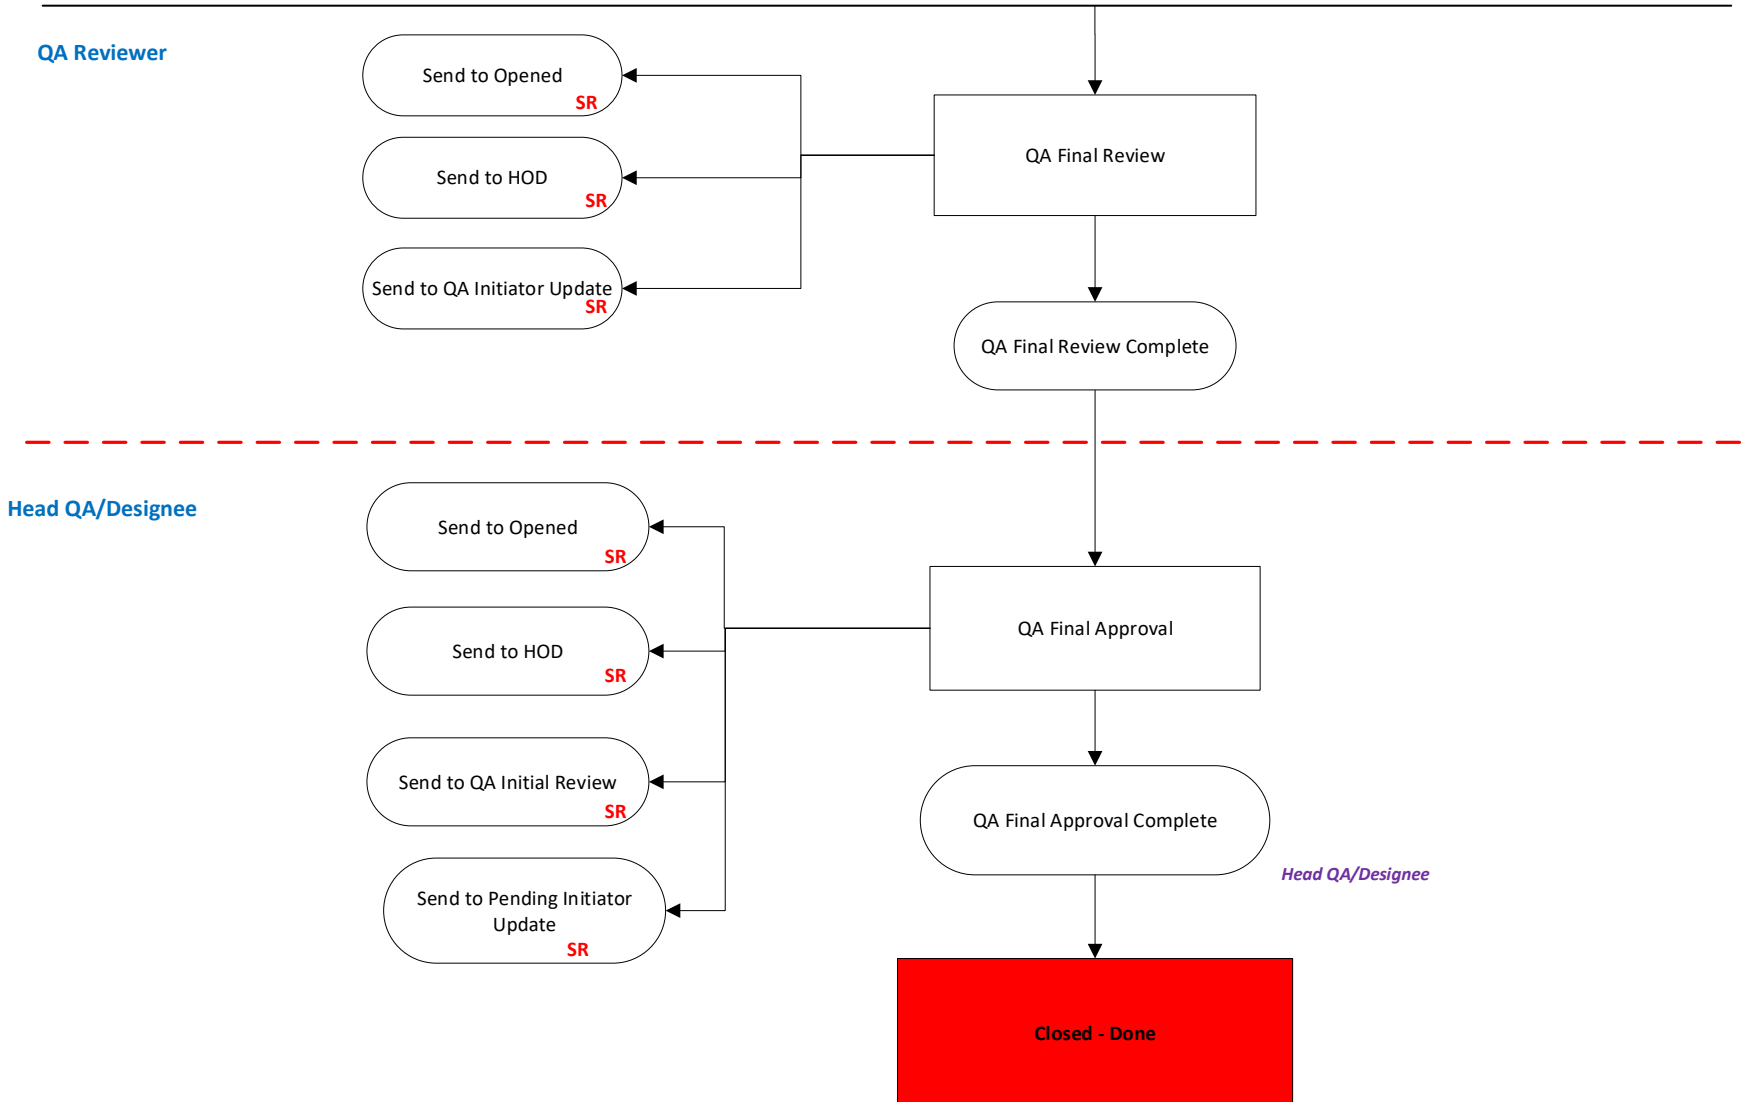 QA Reviewer
Send to Opened
SR
QA Final Review
Send to HOD
SR
Send to QA Initiator Update
SR
QA Final Review Complete
Head QA/Designee
Send to Opened
SR
QA Final Approval
Send to HOD
SR
Send to QA Initial Review
SR
QA Final Approval Complete
Head QA/Designee
Send to Pending Initiator
Update
SR
Closed - Done